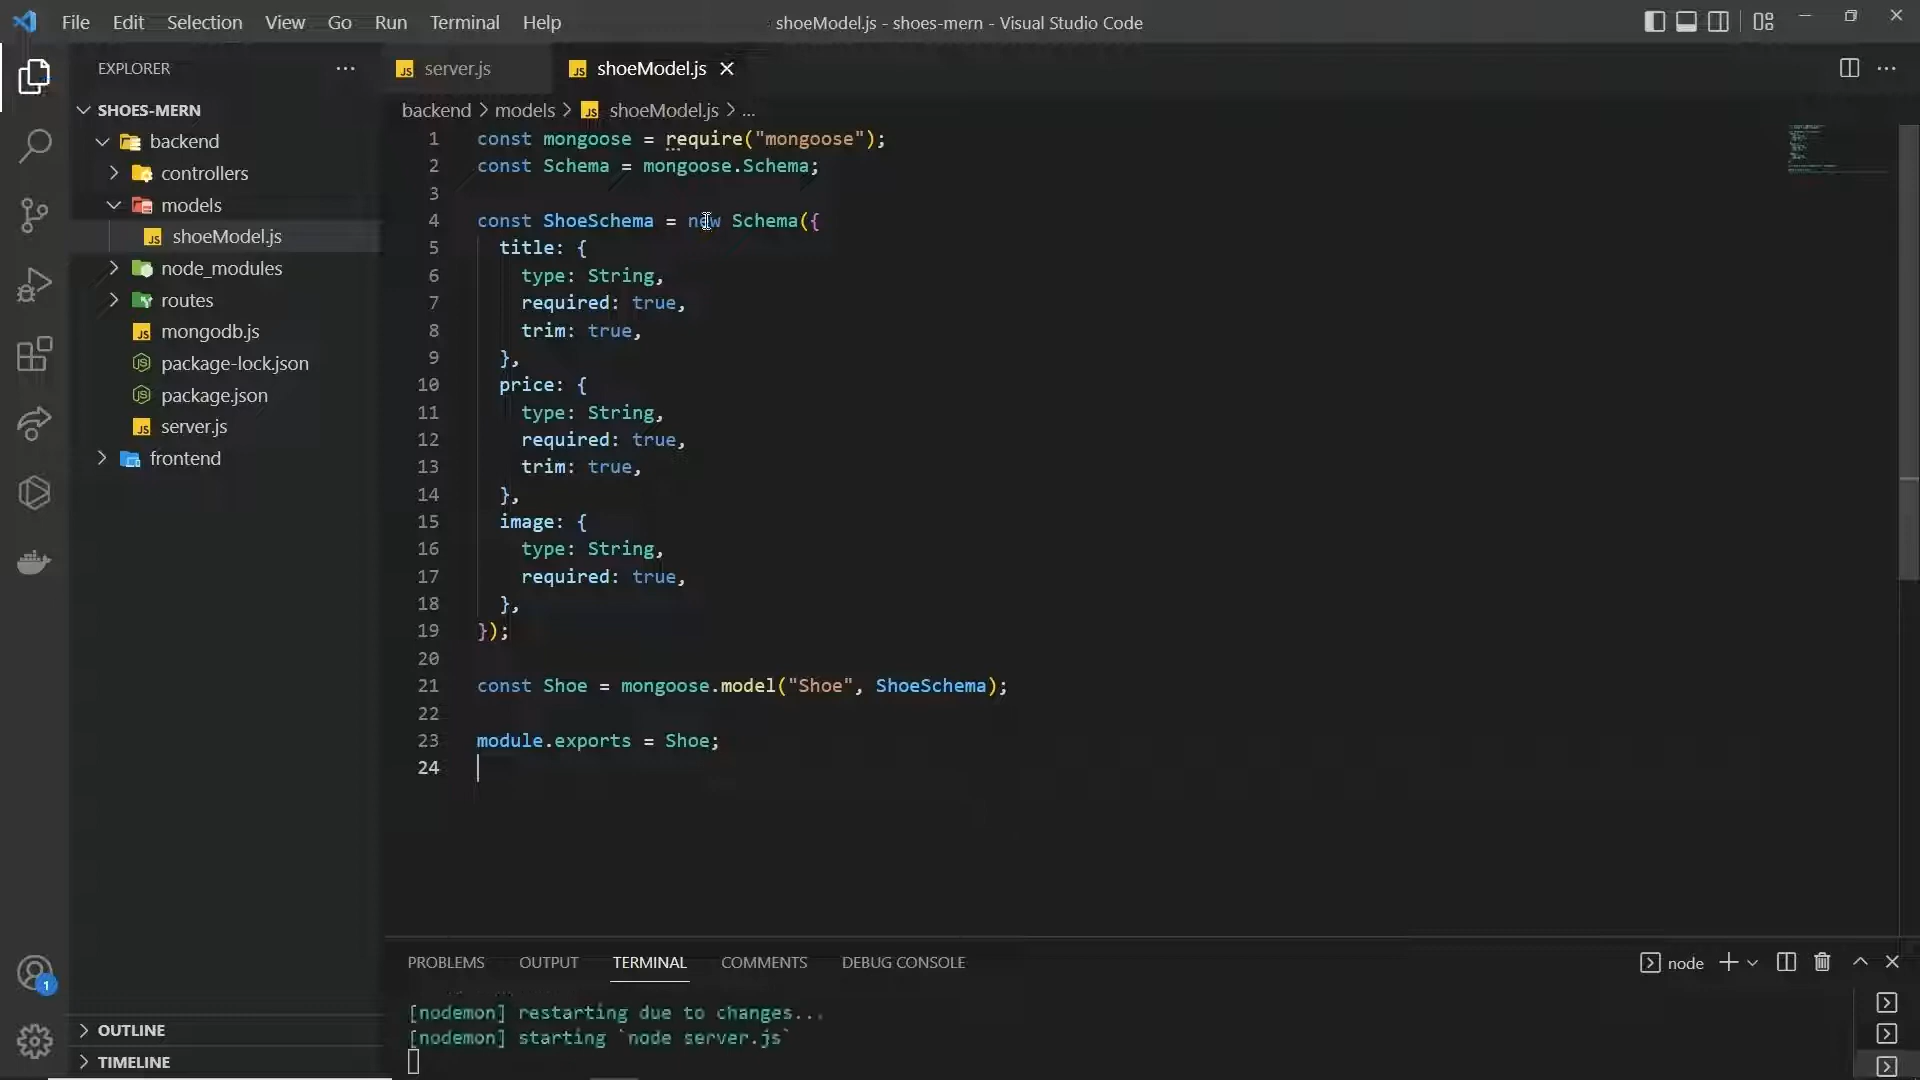 File Edit Selection View Go Run Terminal Help
shoeModel.js - shoes-mern - Visual Studio Code
EXPLORER
SHOES-MERN
backend
controllers
models
shoeModel.js
node_modules
routes
mongodb.js
package-lock.json
package.json
server.js
frontend
OUTLINE
TIMELINE
1
JS server.js
JS shoeModel.js
backend > models > JS shoeModel.js > ...
1 const mongoose = require("mongoose");
2 const Schema = mongoose.Schema;
3
4 const ShoeSchema = new Schema({
5 title: {
6 type: String,
7 required: true,
8 trim: true,
9 },
10 price: {
11 type: String,
12 required: true,
13 trim: true,
14 },
15 image: {
16 type: String,
17 required: true,
18 },
19 });
20
21 const Shoe = mongoose.model("Shoe", ShoeSchema);
22
23 module.exports = Shoe;
24
PROBLEMS OUTPUT TERMINAL COMMENTS DEBUG CONSOLE
node
[nodemon] restarting due to changes...
[nodemon] starting `node server.js`